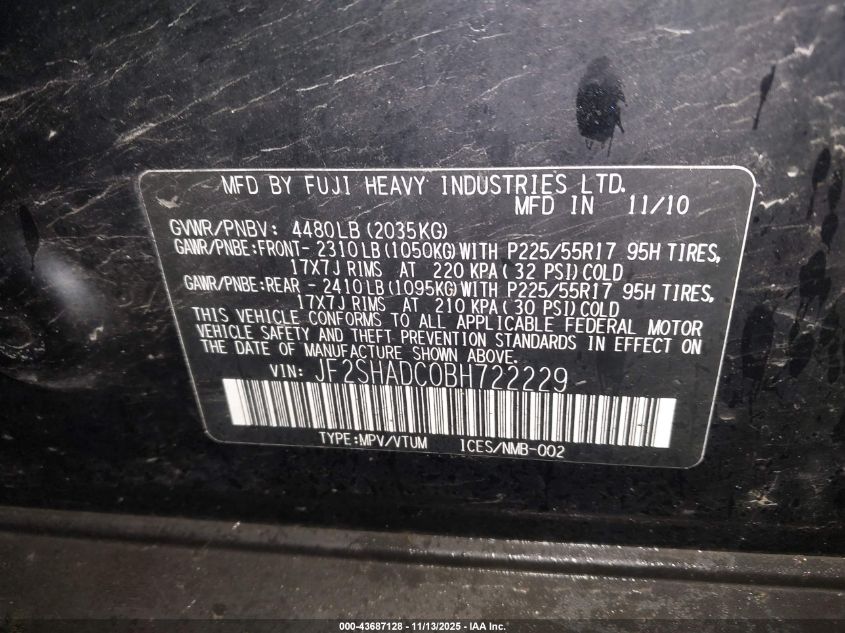 MFD BY FUJI HEAVY INDUSTRIES LTD.
MFD IN 11/10
GVWR/PNBV: 4480LB (2035KG)
GAWR/PNBE:FRONT- 2310LB (1050KG) WITH P225/55R17 95H TIRES,
17X7J RIMS AT 220 KPA ( 32 PSI) COLD
GAWR/PNBE:REAR - 2410LB (1095KG) WITH P225/55R17 95H TIRES,
17X7J RIMS AT 210 KPA ( 30 PSI) COLD
THIS VEHICLE CONFORMS TO ALL APPLICABLE FEDERAL MOTOR
VEHICLE SAFETY AND THEFT PREVENTION STANDARDS IN EFFECT ON
THE DATE OF MANUFACTURE SHOWN ABOVE.
VIN: JF2SHADC0BH722229
TYPE:MPV/VTUM ICES/NMB-002
000-43687128 - 11/13/2025 - IAA Inc.